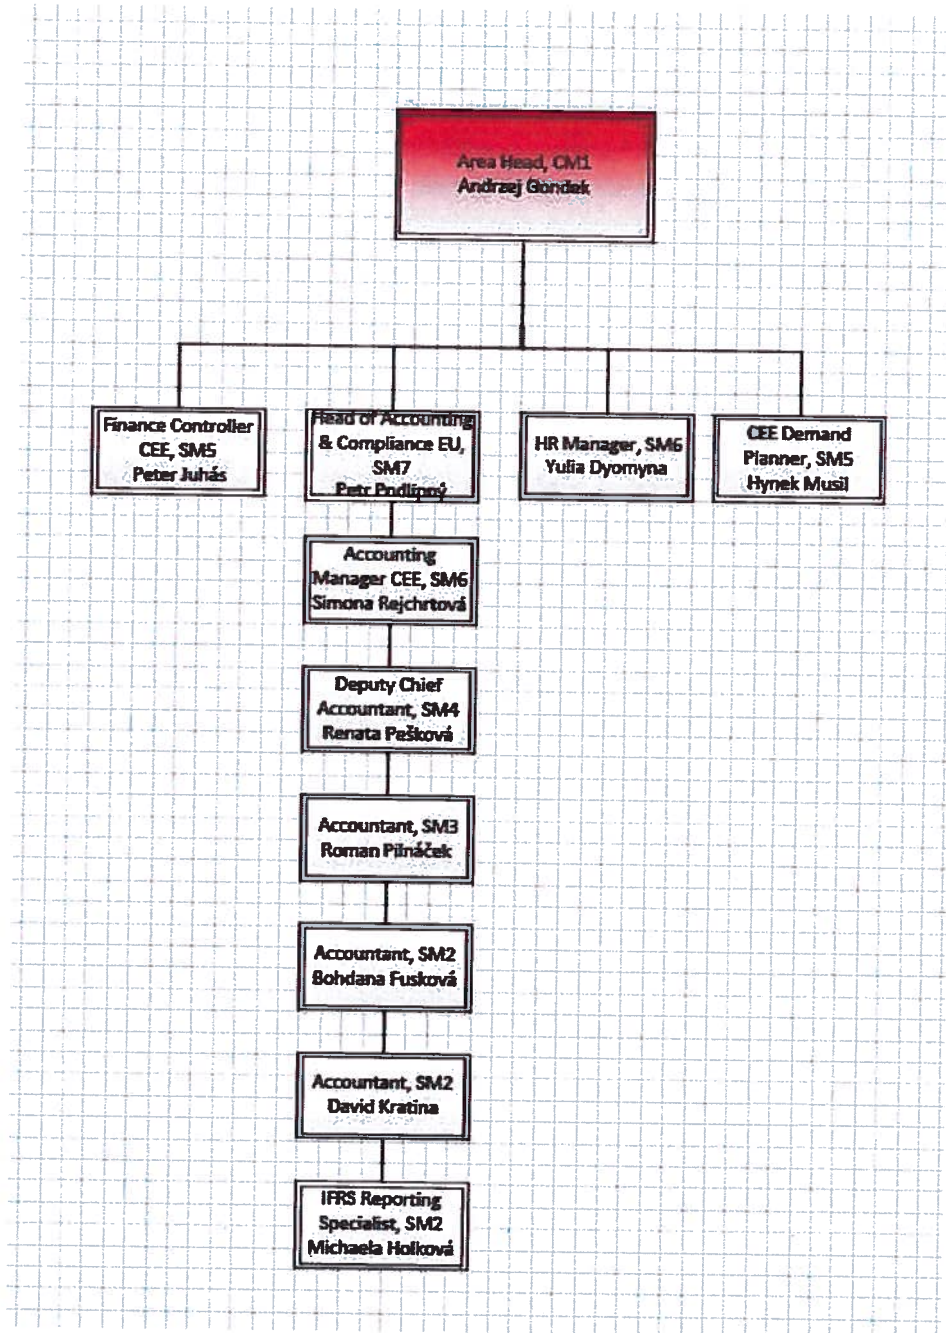 Area Head, CM1
Andrzej Gondek
Finance Controller
CEE, SM5
Peter Juhás
Head of Accounting
& Compliance EU,
SM7
Petr Podlipný
HR Manager, SM6
Yulia Dyomyna
CEE Demand
Planner, SM5
Hynek Musil
Accounting
Manager CEE, SM6
Simona Rejchrtová
Deputy Chief
Accountant, SM4
Renata Pešková
Accountant, SM3
Roman Pilnáček
Accountant, SM2
Bohdana Fusková
Accountant, SM2
David Kratina
IFRS Reporting
Specialist, SM2
Michaela Holková